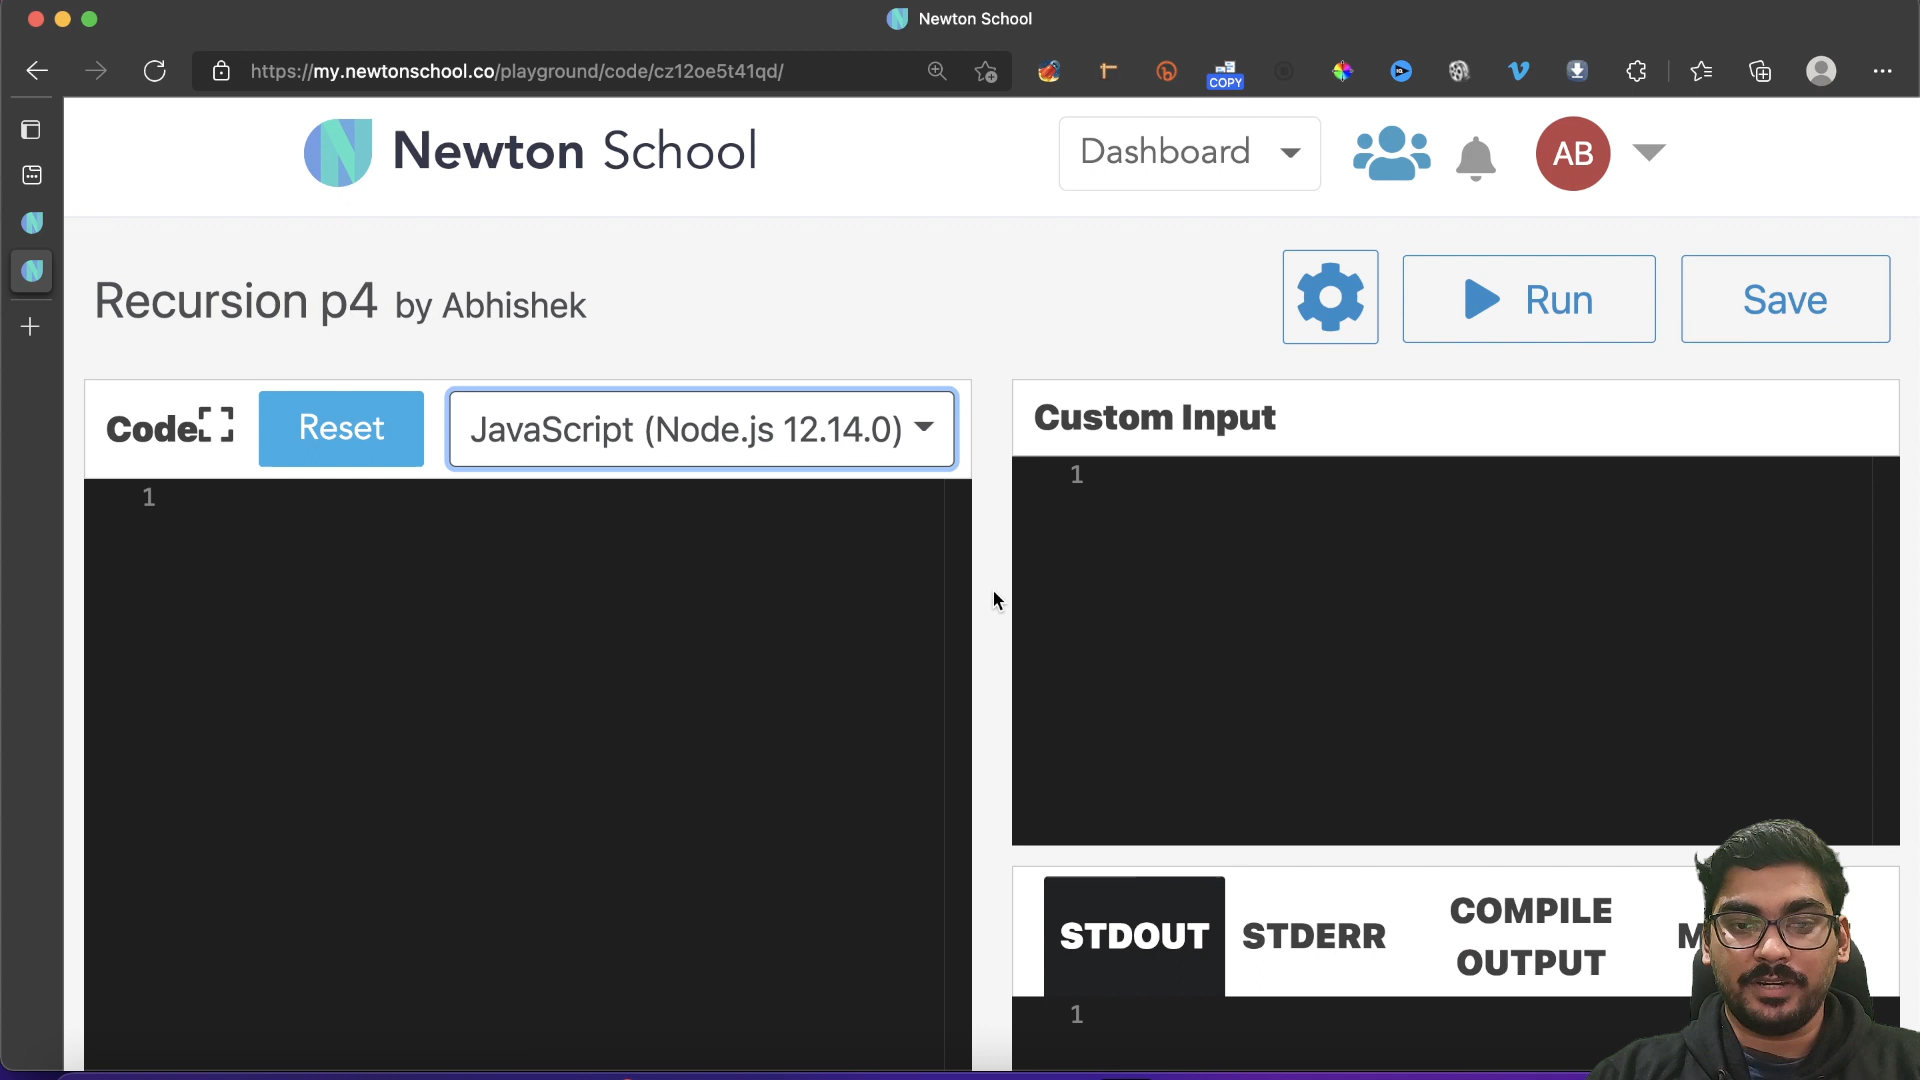 Newton School
https://my.newtonschool.co/playground/code/cz12oe5t41qd/
COPY
Newton School
Dashboard
AB
Recursion p4 by Abhishek
Run
Save
Code
Reset
JavaScript (Node.js 12.14.0)
Custom Input
1
1
STDOUT
STDERR
COMPILE
OUTPUT
1